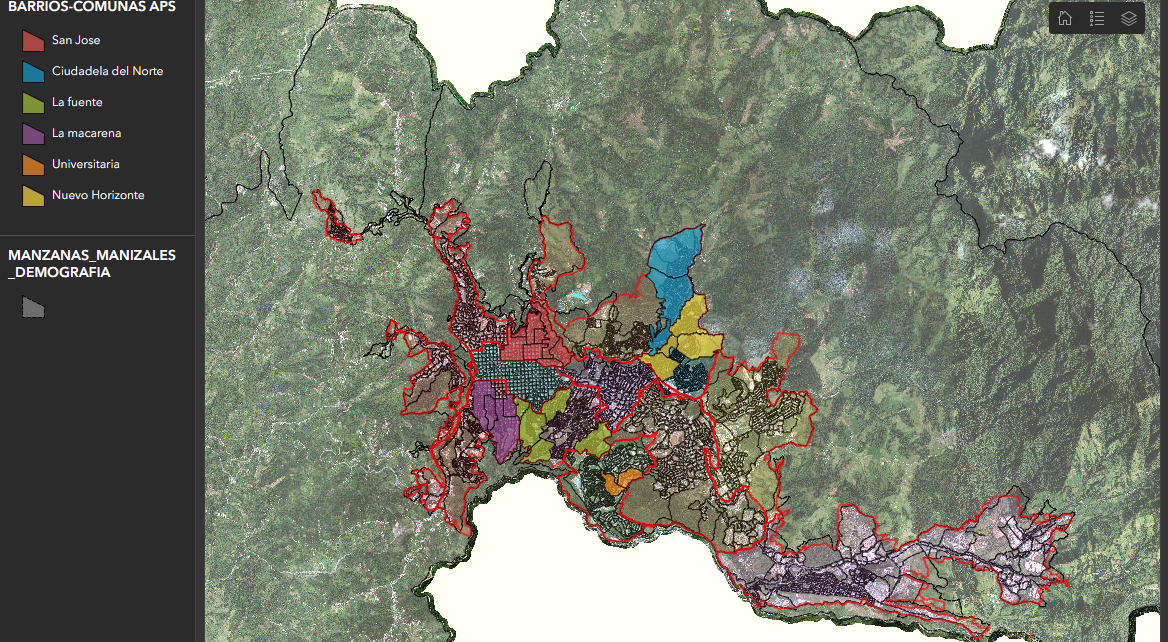 BARRIOS-COMUNAS APS
San Jose
Ciudadela del Norte
La fuente
La macarena
Universitaria
Nuevo Horizonte
MANZANAS_MANIZALES
_DEMOGRAFIA